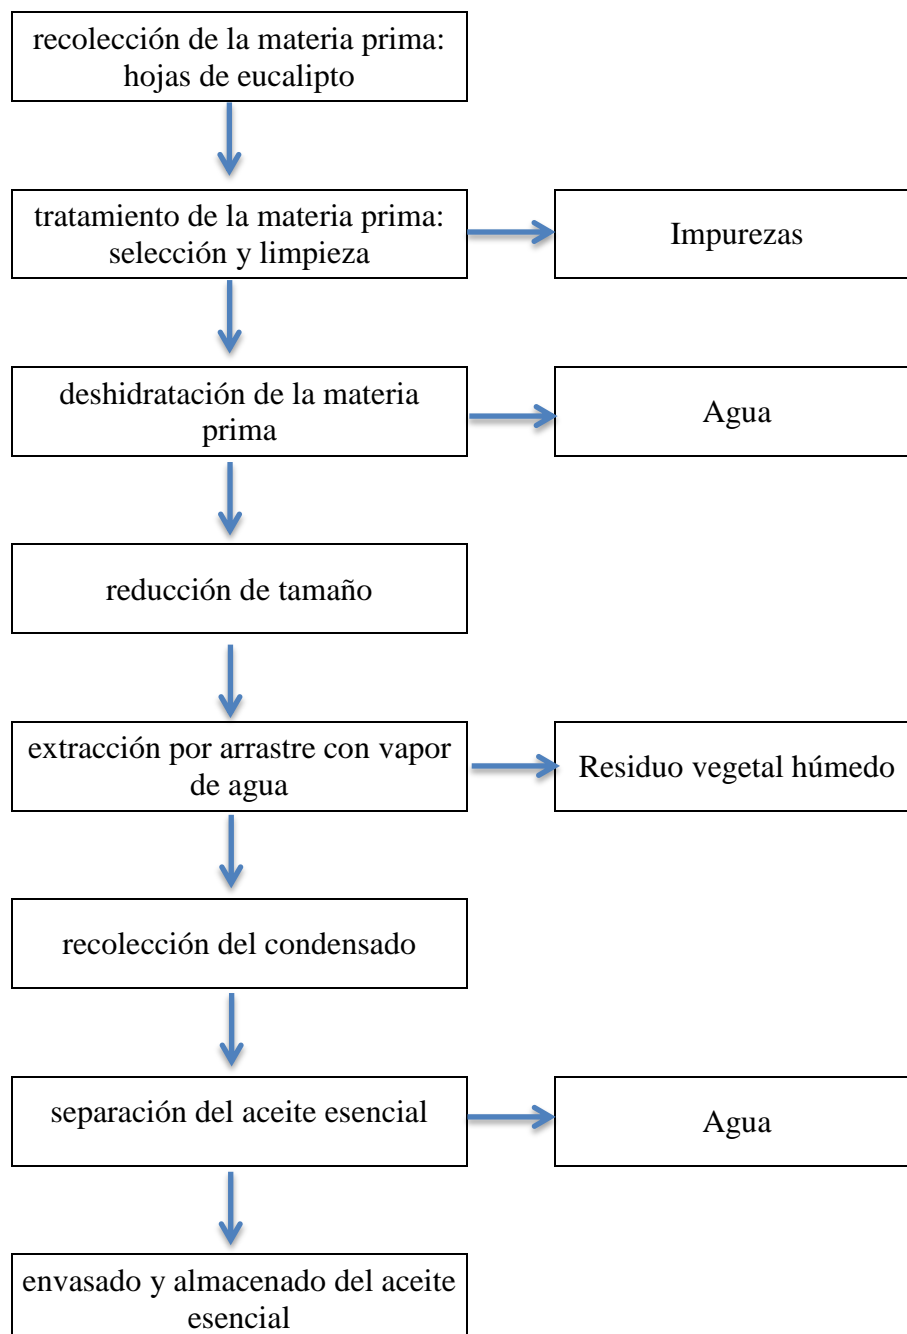 recolección de la materia prima:
hojas de eucalipto
tratamiento de la materia prima:
selección y limpieza
Impurezas
deshidratación de la materia
prima
Agua
reducción de tamaño
extracción por arrastre con vapor
de agua
Residuo vegetal húmedo
recolección del condensado
separación del aceite esencial
Agua
envasado y almacenado del aceite
esencial